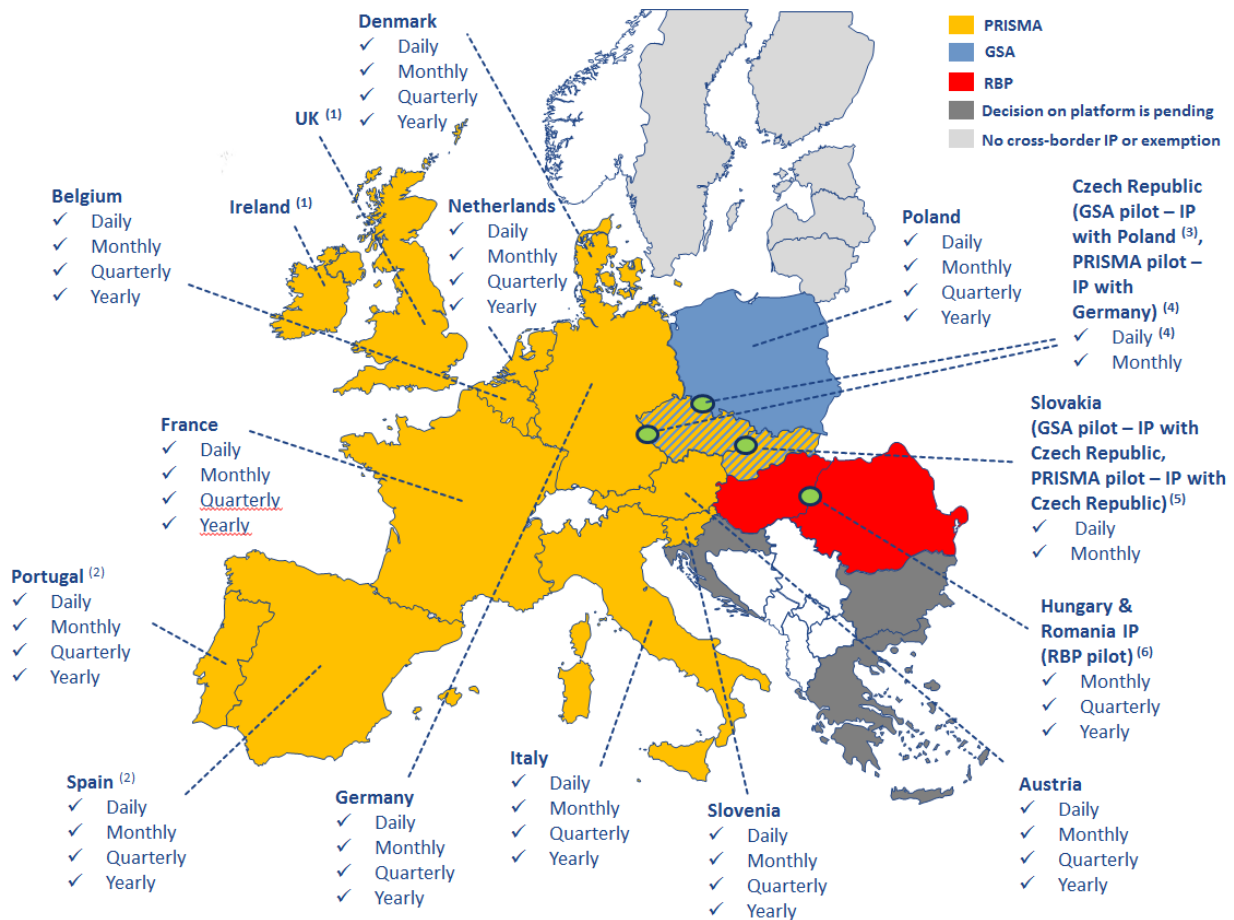 Denmark
✓ Daily
✓ Monthly
✓ Quarterly
✓ Yearly
PRISMA
GSA
RBP
Decision on platform is pending
No cross-border IP or exemption
UK (1)
Belgium
✓ Daily
✓ Monthly
✓ Quarterly
✓ Yearly
Ireland (1)
Netherlands
✓ Daily
✓ Monthly
✓ Quarterly
✓ Yearly
Poland
✓ Daily
✓ Monthly
✓ Quarterly
✓ Yearly
Czech Republic
(GSA pilot – IP
with Poland (3),
PRISMA pilot –
IP with
Germany) (4)
✓ Daily (4)
✓ Monthly
France
✓ Daily
✓ Monthly
✓ Quarterly
✓ Yearly
Slovakia
(GSA pilot – IP with
Czech Republic,
PRISMA pilot – IP with
Czech Republic) (5)
✓ Daily
✓ Monthly
Portugal (2)
✓ Daily
✓ Monthly
✓ Quarterly
✓ Yearly
Hungary &
Romania IP
(RBP pilot) (6)
✓ Monthly
✓ Quarterly
✓ Yearly
Spain (2)
✓ Daily
✓ Monthly
✓ Quarterly
✓ Yearly
Germany
✓ Daily
✓ Monthly
✓ Quarterly
✓ Yearly
Italy
✓ Daily
✓ Monthly
✓ Quarterly
✓ Yearly
Slovenia
✓ Daily
✓ Monthly
✓ Quarterly
✓ Yearly
Austria
✓ Daily
✓ Monthly
✓ Quarterly
✓ Yearly